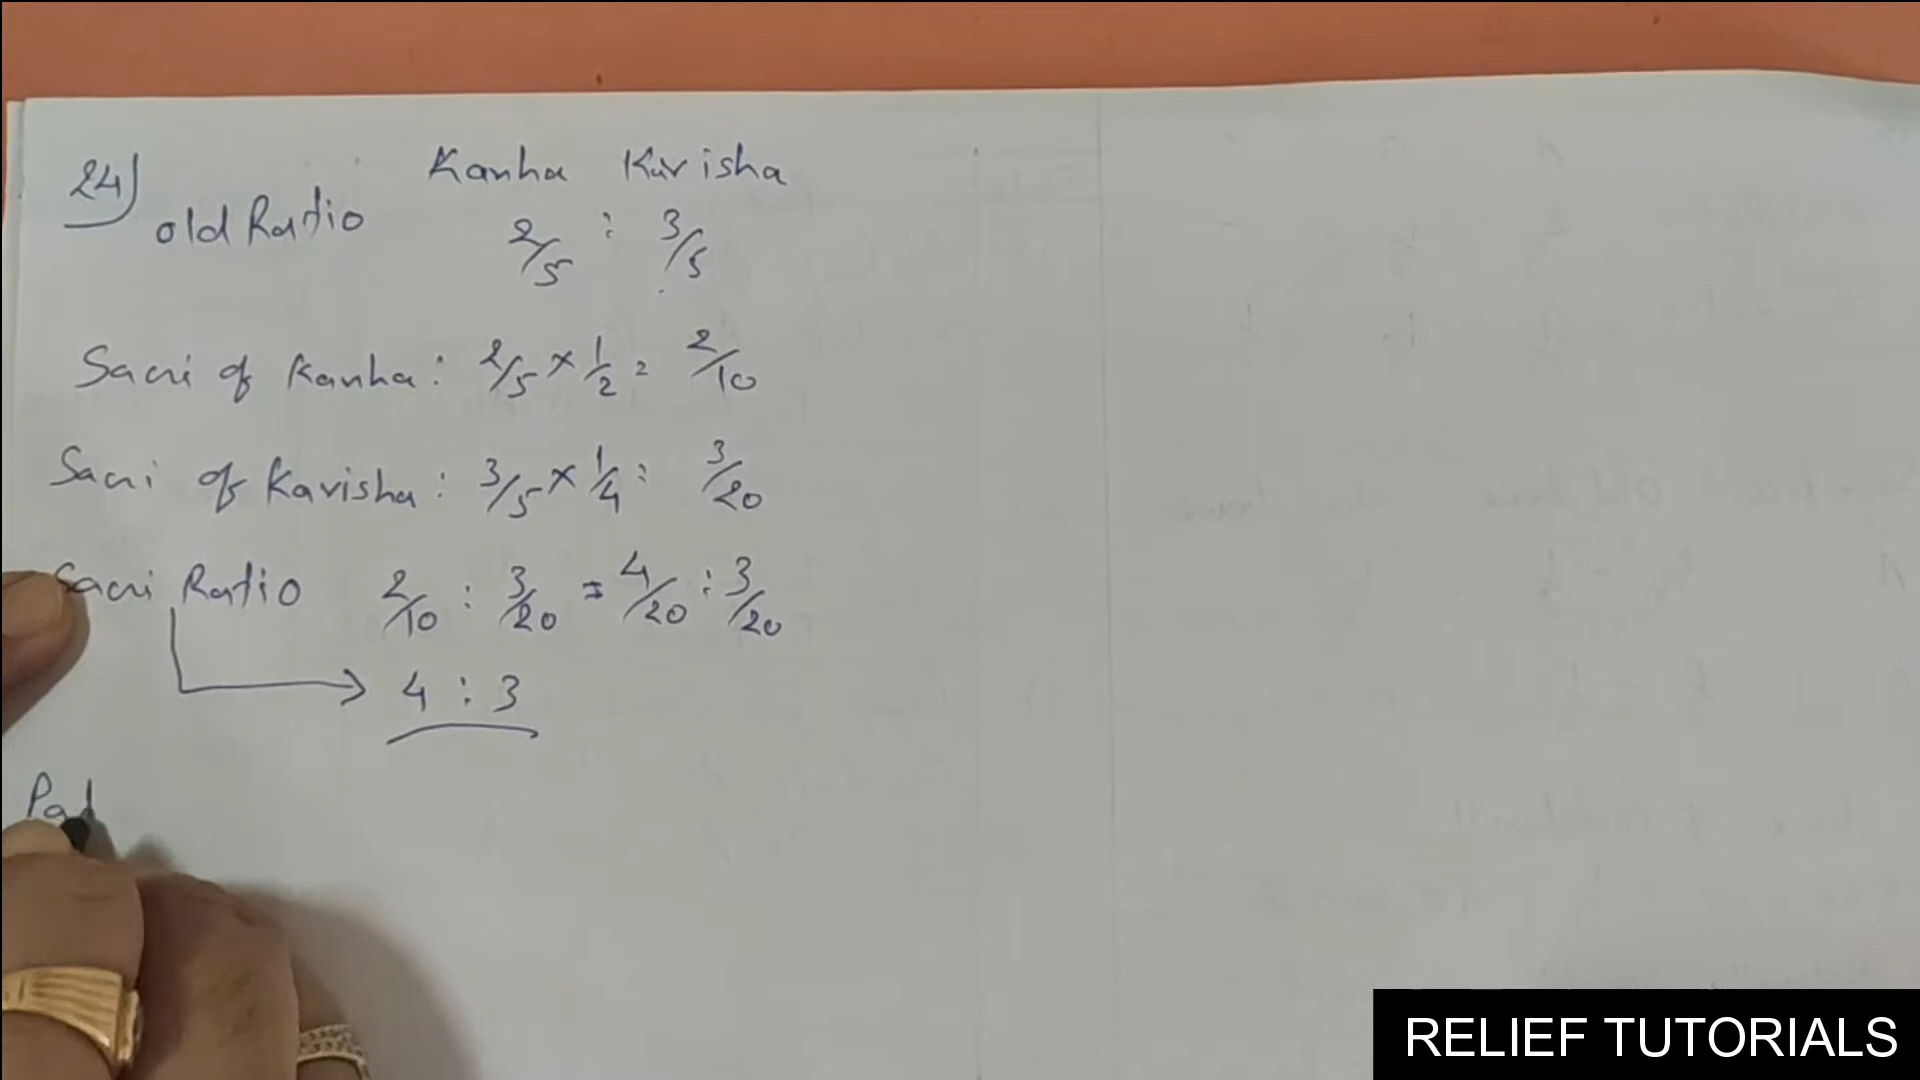 24) Kanha Kavisha
old Ratio 2/5 : 3/5
Sacri of Kanha : 2/5 × 1/2 = 2/10
Sacri of Kavisha : 3/5 × 1/4 = 3/20
Sacri Ratio 2/10 : 3/20 = 4/20 : 3/20
4 : 3
RELIEF TUTORIALS